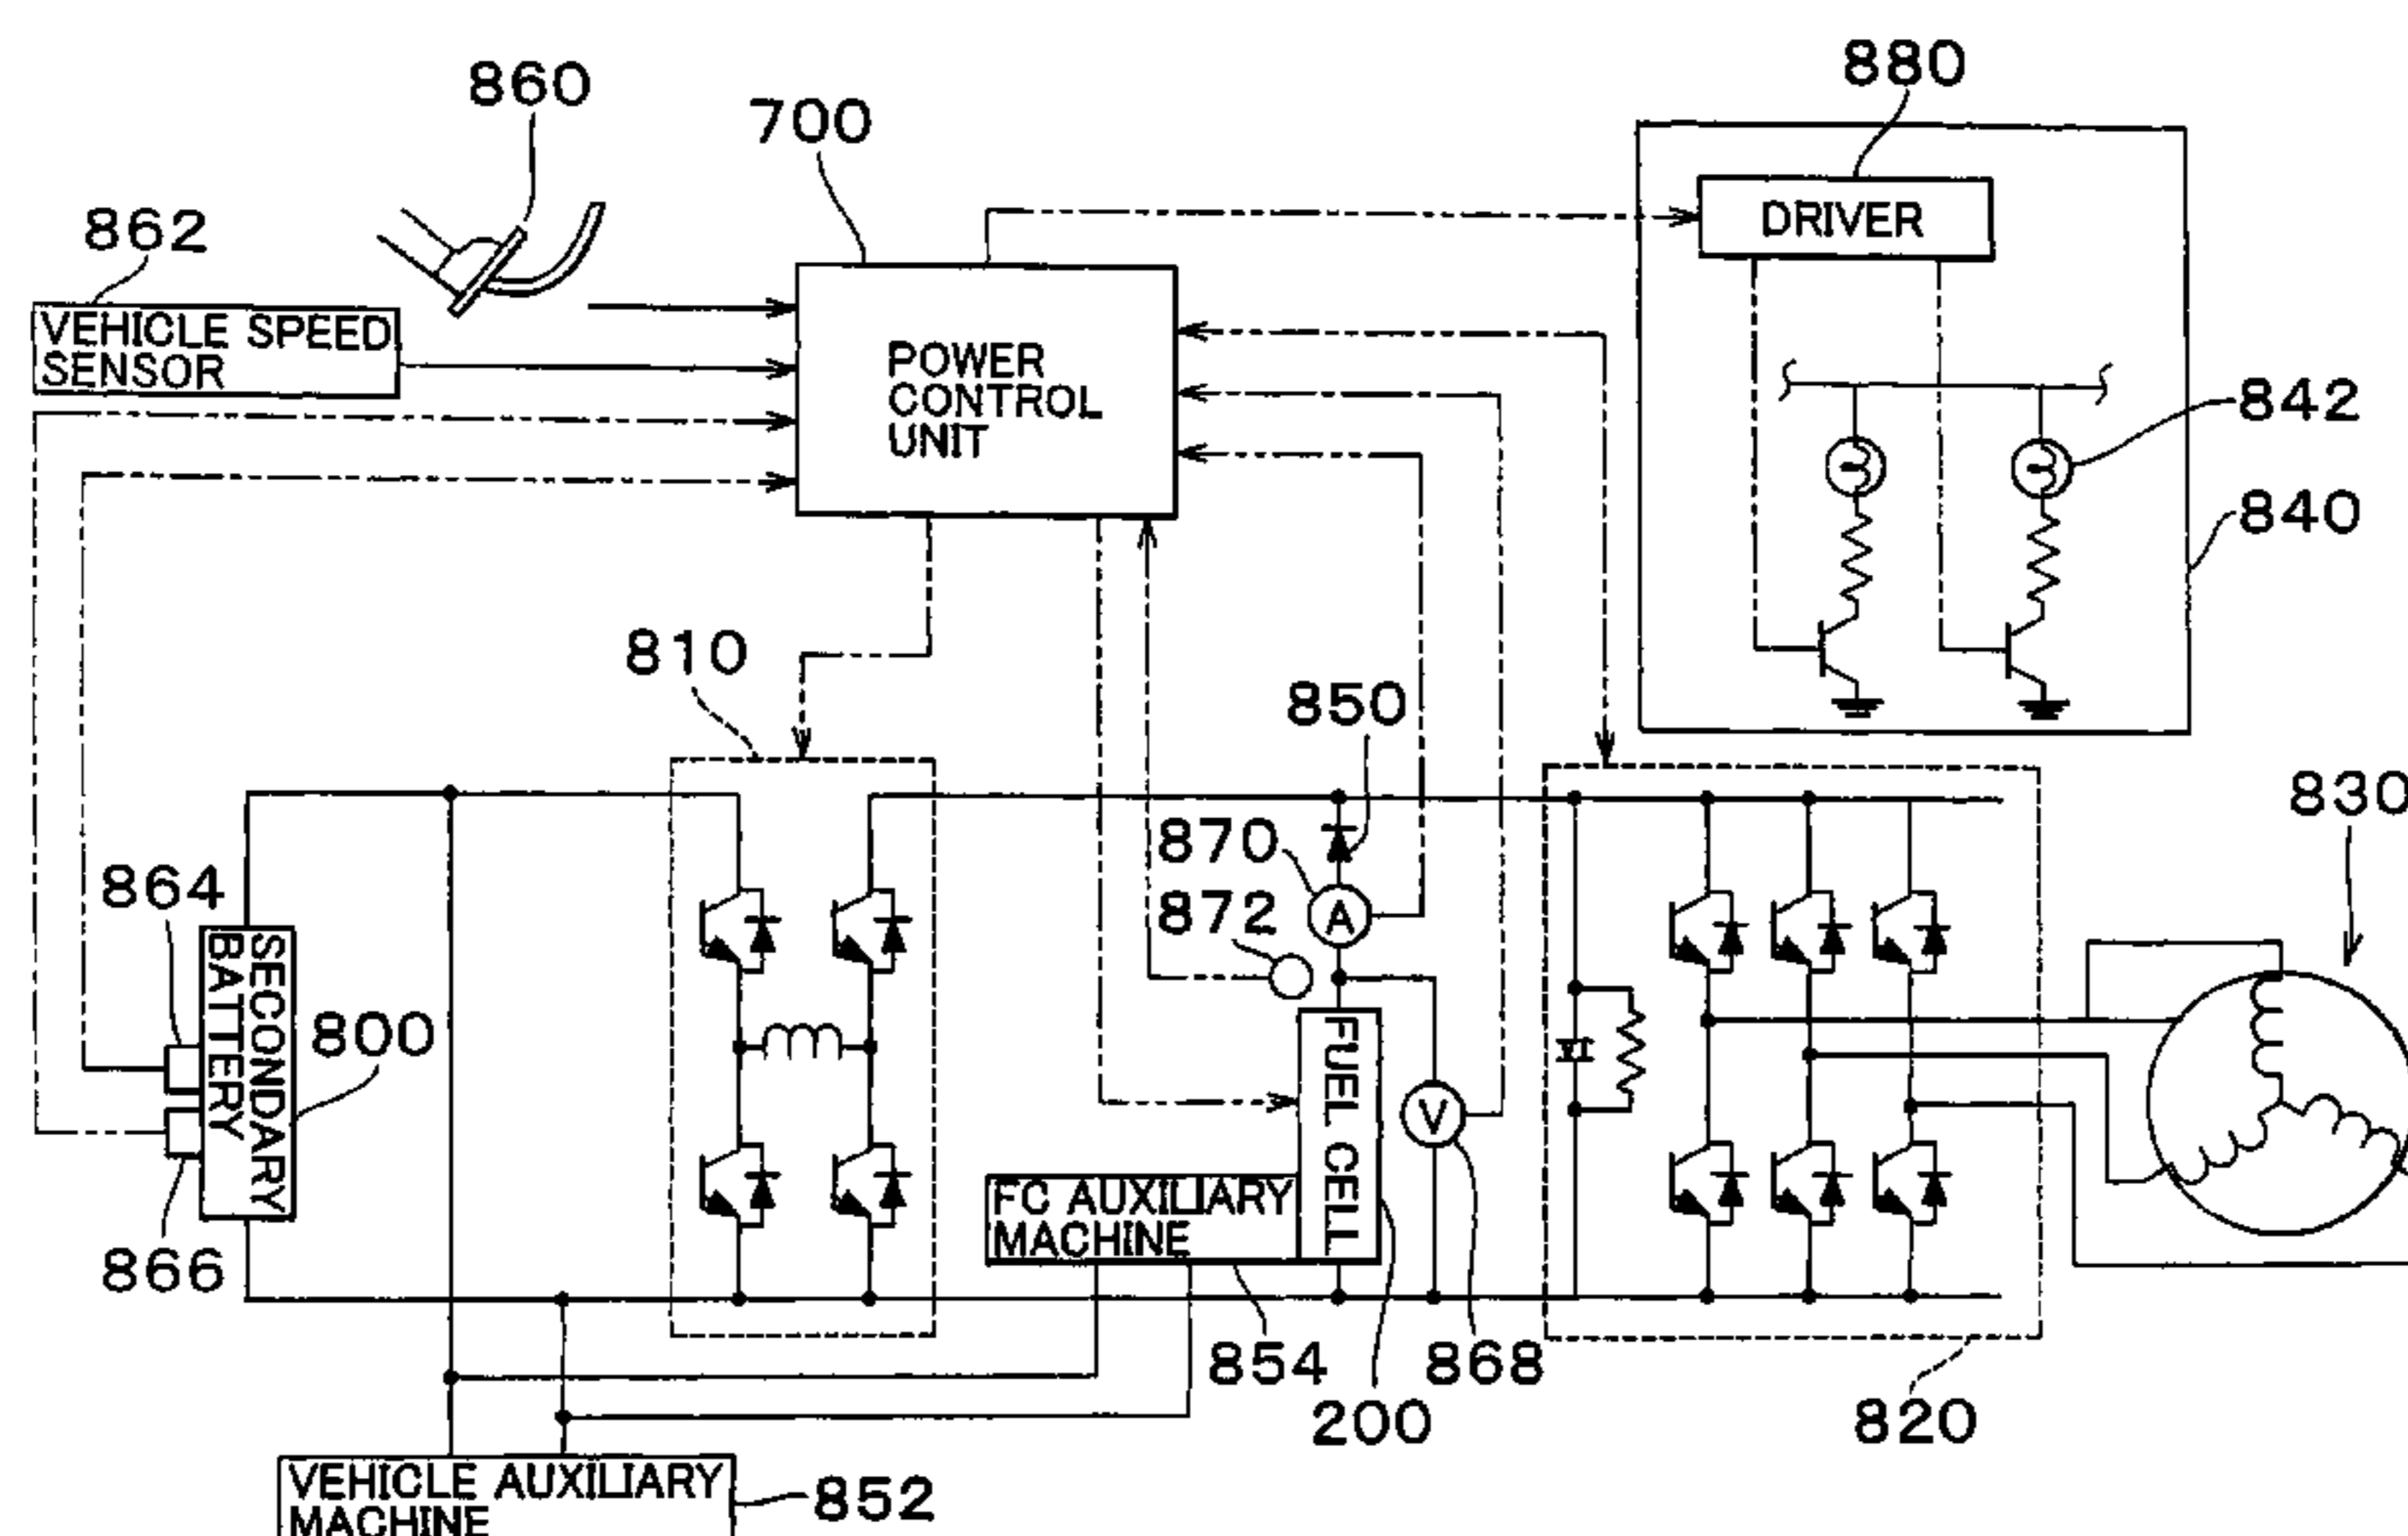 860
700
880
862
DRIVER
VEHICLE SPEED
SENSOR
POWER
CONTROL
UNIT
842
840
810
850
830
870
A
864
872
SECONDARY
BATTERY
800
FUEL CELL
V
FC AUXILIARY
MACHINE
866
854
868
200
820
VEHICLE AUXILIARY
MACHINE
852